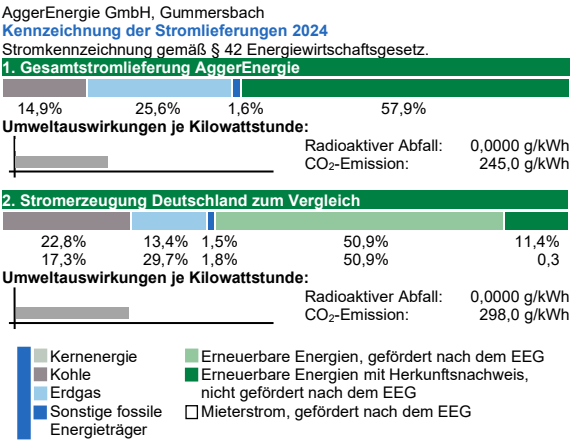 AggerEnergie GmbH, Gummersbach
Kennzeichnung der Stromlieferungen 2024
Stromkennzeichnung gemäß § 42 Energiewirtschaftsgesetz.
1. Gesamtstromlieferung AggerEnergie
14,9% 25,6% 1,6% 57,9%
Umweltauswirkungen je Kilowattstunde:
Radioaktiver Abfall: 0,0000 g/kWh
CO₂-Emission: 245,0 g/kWh
2. Stromerzeugung Deutschland zum Vergleich
22,8% 13,4% 1,5% 50,9% 11,4%
17,3% 29,7% 1,8% 50,9% 0,3
Umweltauswirkungen je Kilowattstunde:
Radioaktiver Abfall: 0,0000 g/kWh
CO₂-Emission: 298,0 g/kWh
Kernenergie
Kohle
Erdgas
Sonstige fossile
Energieträger
Erneuerbare Energien, gefördert nach dem EEG
Erneuerbare Energien mit Herkunftsnachweis,
nicht gefördert nach dem EEG
Mieterstrom, gefördert nach dem EEG